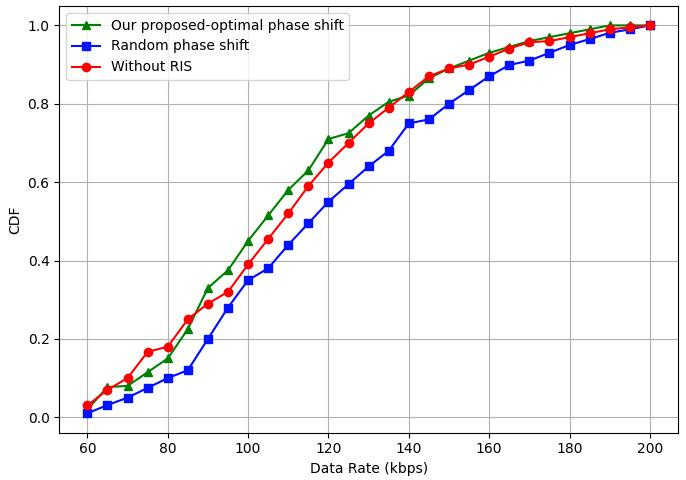 Our proposed-optimal phase shift
Random phase shift
Without RIS
1.0
0.8
0.6
0.4
0.2
0.0
CDF
60 80 100 120 140 160 180 200
Data Rate (kbps)